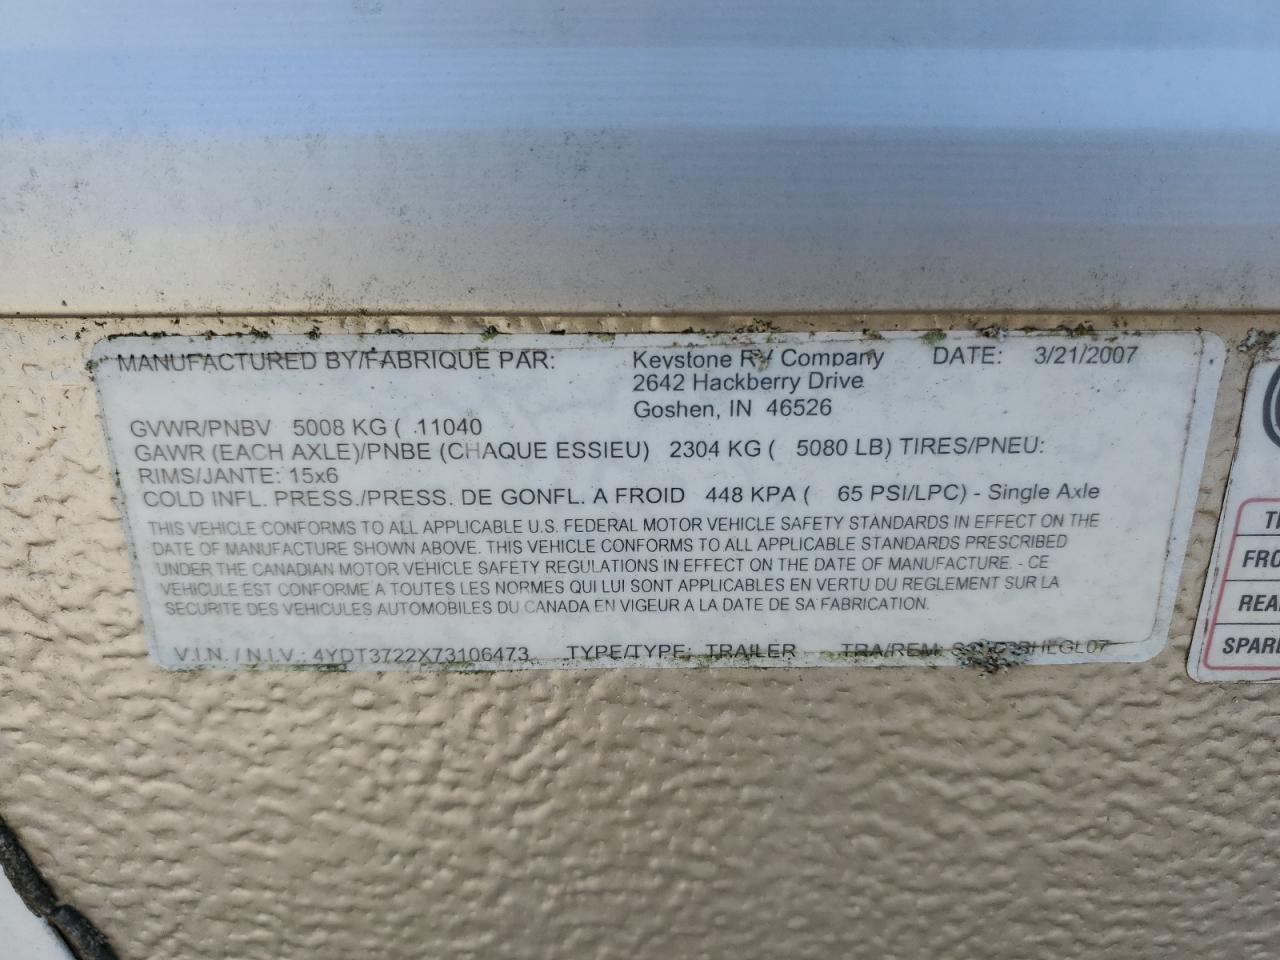 MANUFACTURED BY/FABRIQUE PAR: Keystone RV Company DATE: 3/21/2007
2642 Hackberry Drive
Goshen, IN 46526
GVWR/PNBV 5008 KG ( 11040
GAWR (EACH AXLE)/PNBE (CHAQUE ESSIEU) 2304 KG ( 5080 LB) TIRES/PNEU:
RIMS/JANTE: 15x6
COLD INFL. PRESS./PRESS. DE GONFL. A FROID 448 KPA ( 65 PSI/LPC) - Single Axle
THIS VEHICLE CONFORMS TO ALL APPLICABLE U.S. FEDERAL MOTOR VEHICLE SAFETY STANDARDS IN EFFECT ON THE
DATE OF MANUFACTURE SHOWN ABOVE. THIS VEHICLE CONFORMS TO ALL APPLICABLE STANDARDS PRESCRIBED
UNDER THE CANADIAN MOTOR VEHICLE SAFETY REGULATIONS IN EFFECT ON THE DATE OF MANUFACTURE. - CE
VEHICULE EST CONFORME A TOUTES LES NORMES QUI LUI SONT APPLICABLES EN VERTU DU REGLEMENT SUR LA
SECURITE DES VEHICULES AUTOMOBILES DU CANADA EN VIGEUR A LA DATE DE SA FABRICATION.
V.I.N. / N.I.V.: 4YDT3722X73106473 TYPE/TYPE: TRAILER TRA/REM:
SPARE